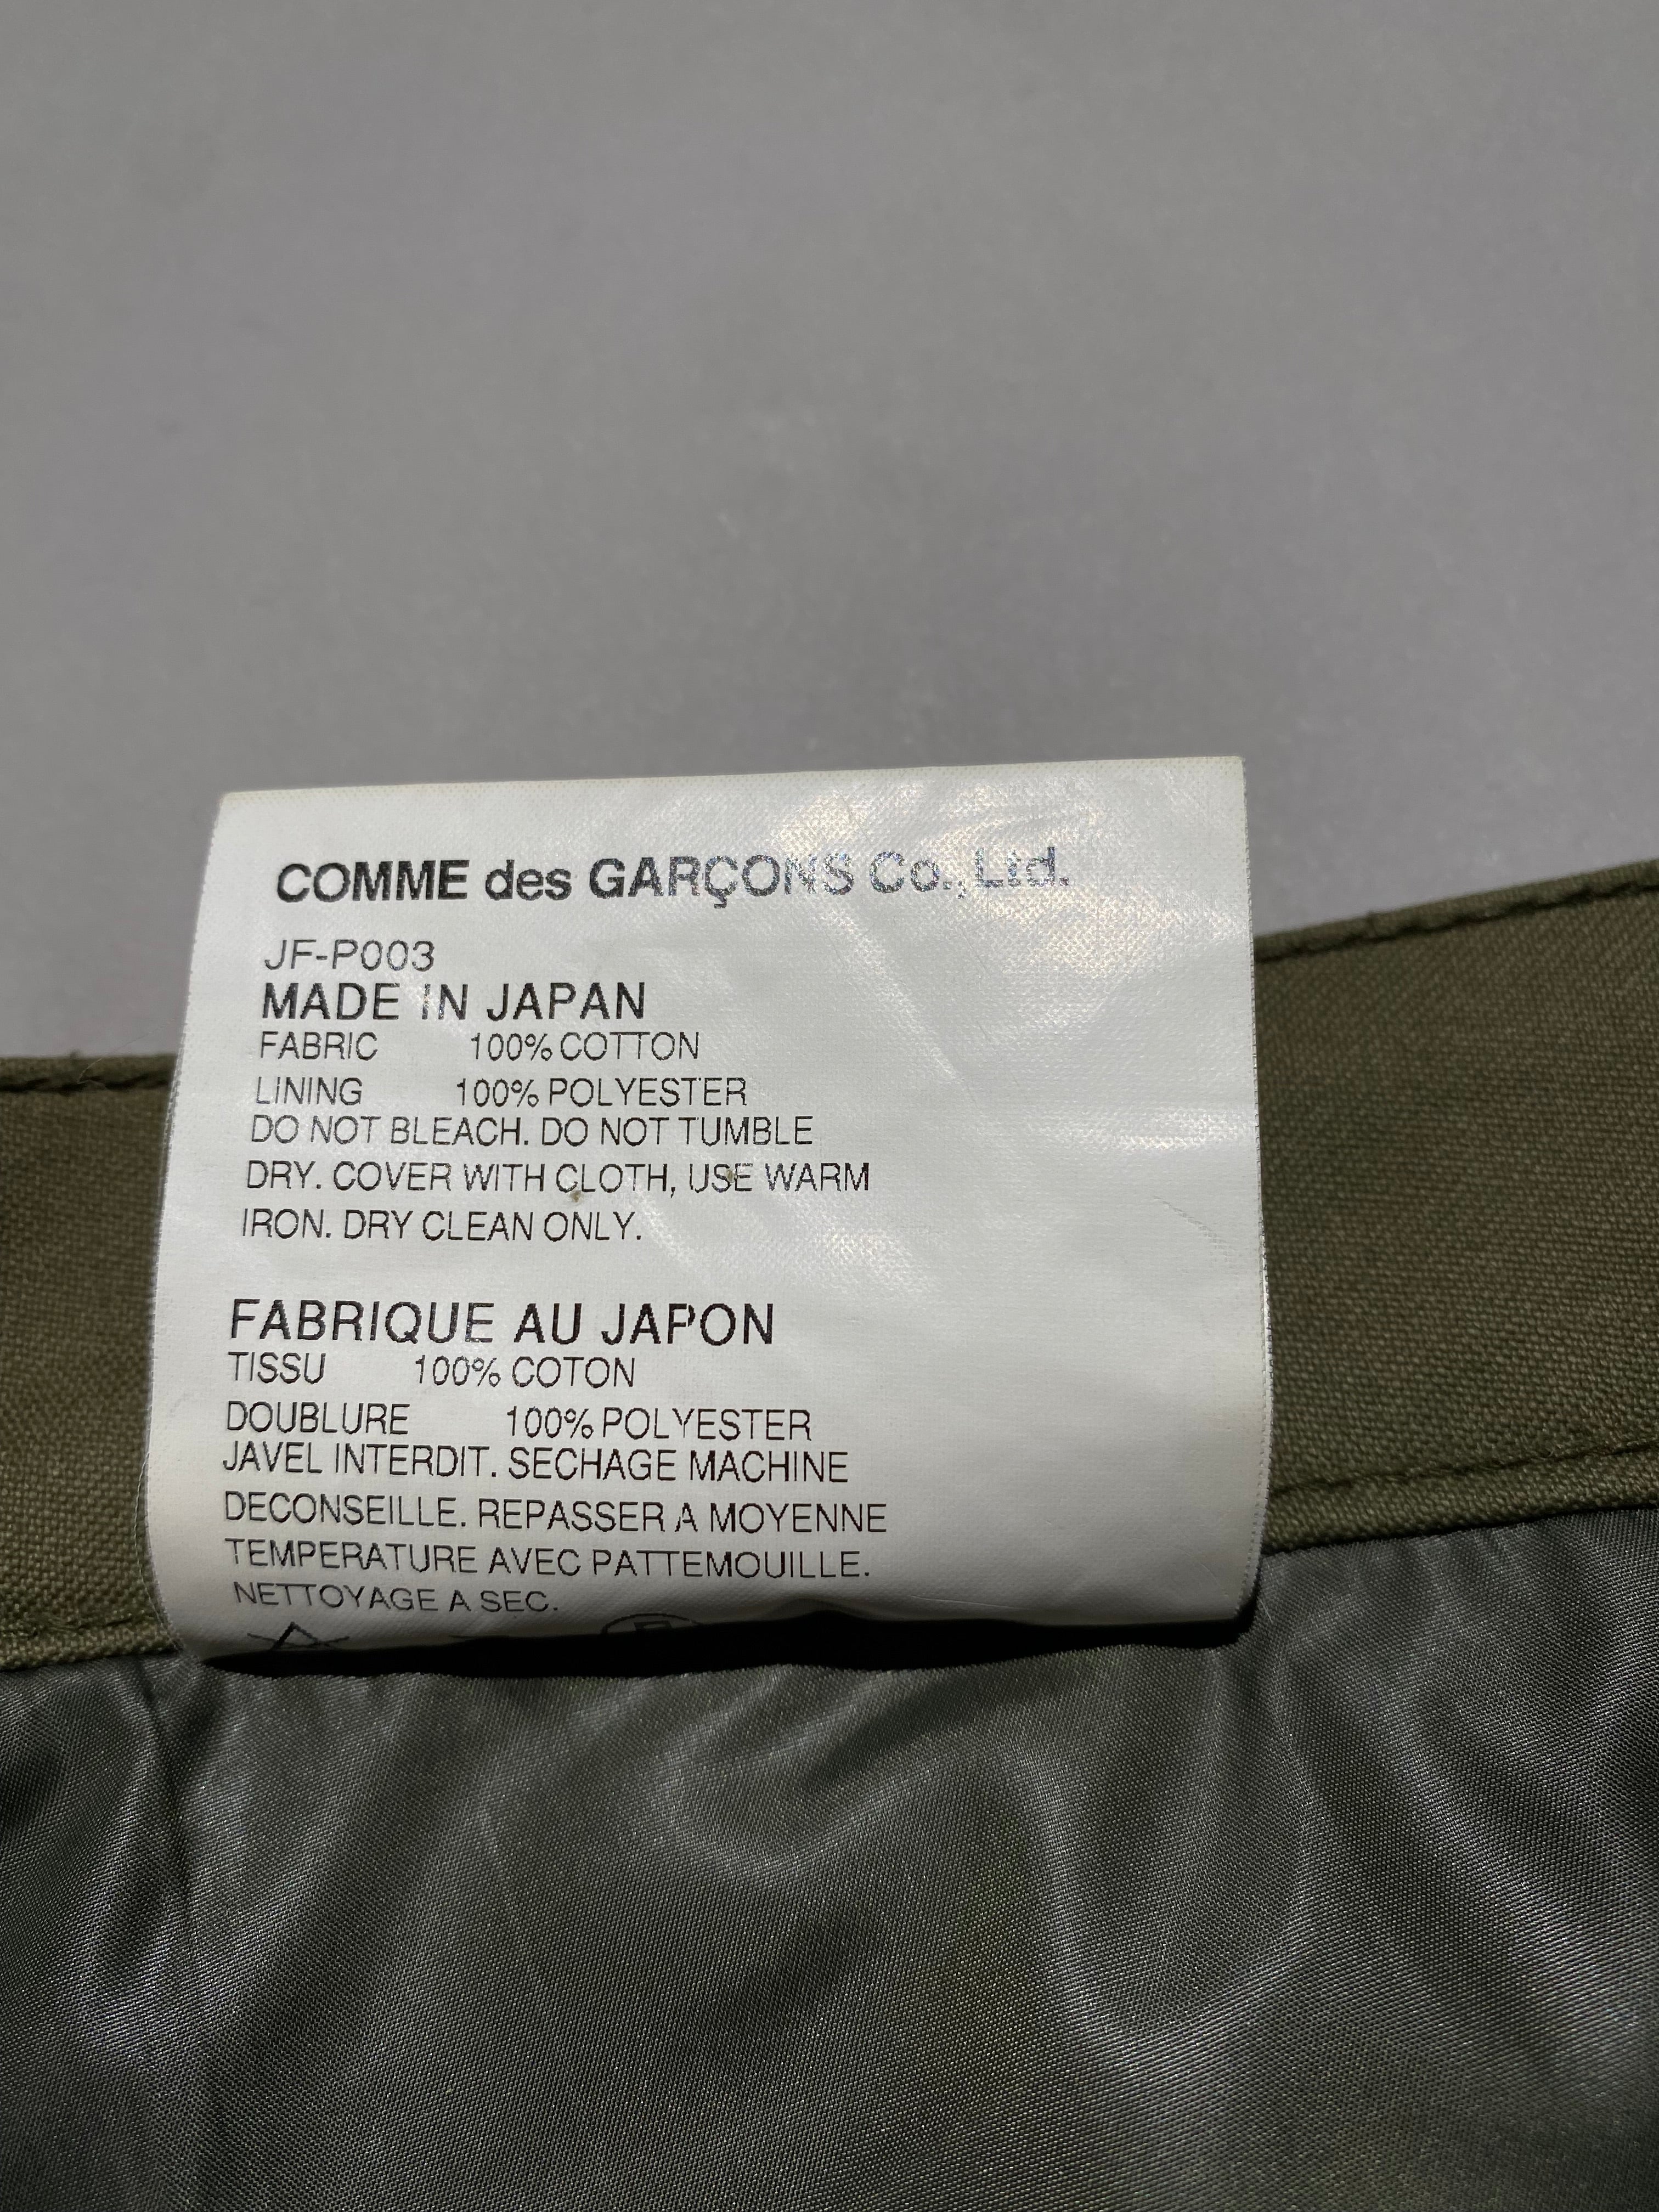 COMME des GARÇONS Co., Ltd.
JF-P003
MADE IN JAPAN
FABRIC 100% COTTON
LINING 100% POLYESTER
DO NOT BLEACH. DO NOT TUMBLE
DRY. COVER WITH CLOTH, USE WARM
IRON. DRY CLEAN ONLY.
FABRIQUE AU JAPON
TISSU 100% COTON
DOUBLURE 100% POLYESTER
JAVEL INTERDIT. SECHAGE MACHINE
DECONSEILLE. REPASSER A MOYENNE
TEMPERATURE AVEC PATTEMOUILLE.
NETTOYAGE A SEC.